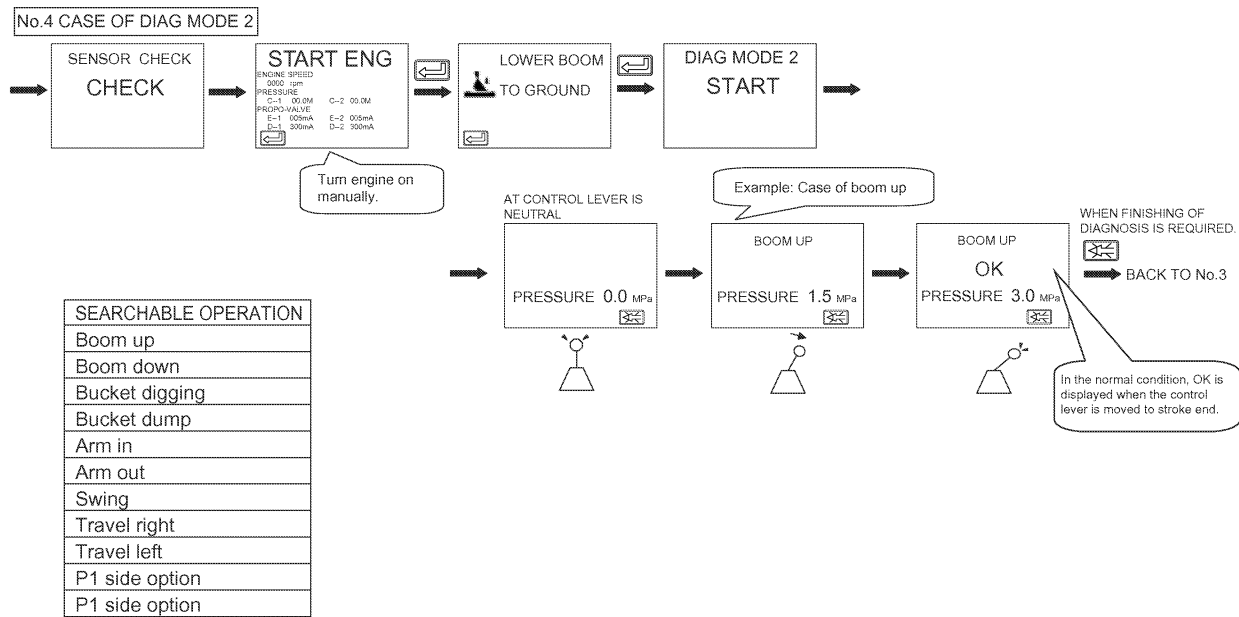 No.4 CASE OF DIAG MODE 2
SENSOR CHECK
CHECK
START ENG
ENGINE SPEED
0000 rpm
PRESSURE
C-1 00.0M C-2 00.0M
PROPO-VALVE
E-1 005mA E-2 005mA
D-1 300mA D-2 300mA
LOWER BOOM
TO GROUND
DIAG MODE 2
START
Turn engine on
manually.
AT CONTROL LEVER IS
NEUTRAL
PRESSURE 0.0 MPa
Example: Case of boom up
BOOM UP
PRESSURE 1.5 MPa
BOOM UP
OK
PRESSURE 3.0 MPa
WHEN FINISHING OF
DIAGNOSIS IS REQUIRED.
BACK TO No.3
In the normal condition, OK is
displayed when the control
lever is moved to stroke end.
SEARCHABLE OPERATION
Boom up
Boom down
Bucket digging
Bucket dump
Arm in
Arm out
Swing
Travel right
Travel left
P1 side option
P1 side option